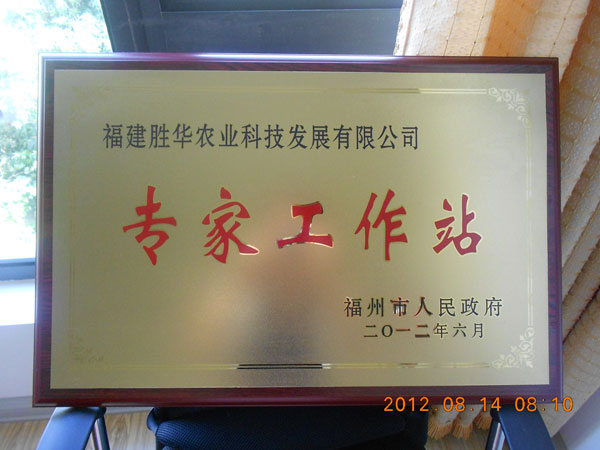 福建胜华农业科技发展有限公司
专家工作站
福州市人民政府
二〇一二年六月
2012.08.14 08:10